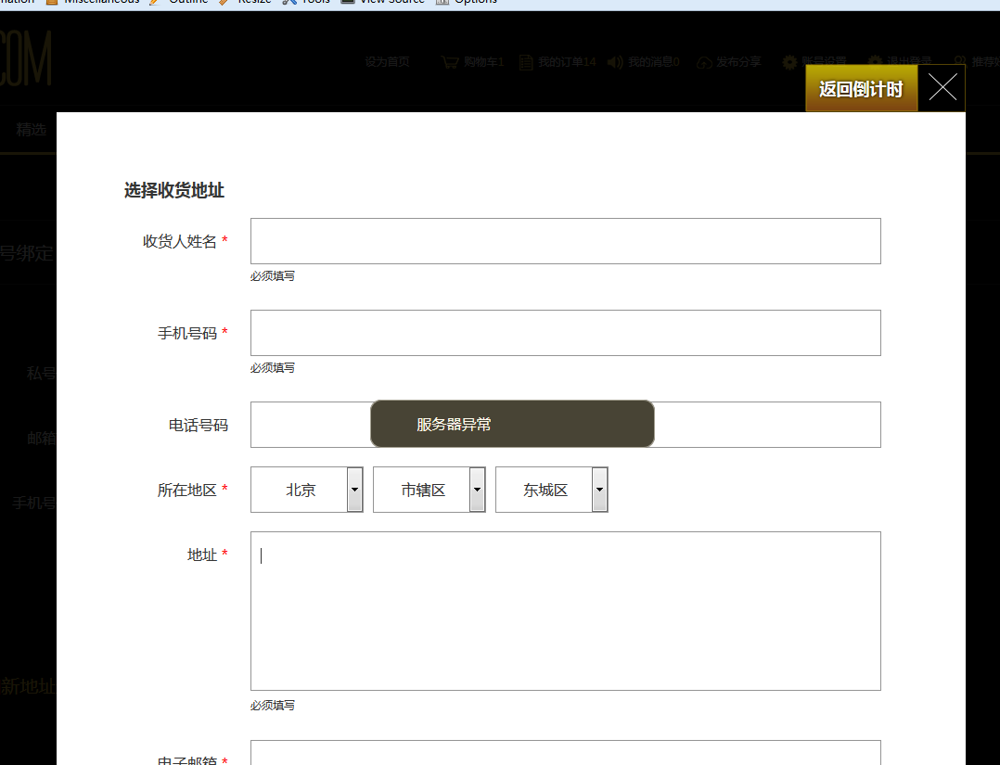 Miscellaneous Outline Resize Tools View Source Options
COM
设为首页 购物车1 我的订单14 我的消息0 发布分享 账号设置 退出登录
返回倒计时
精选
选择收货地址
收货人姓名 *
必须填写
号绑定
手机号码 *
必须填写
私号
电话号码
服务器异常
邮箱
所在地区 * 北京 市辖区 东城区
手机号
地址 *
新地址
必须填写
电子邮箱 *